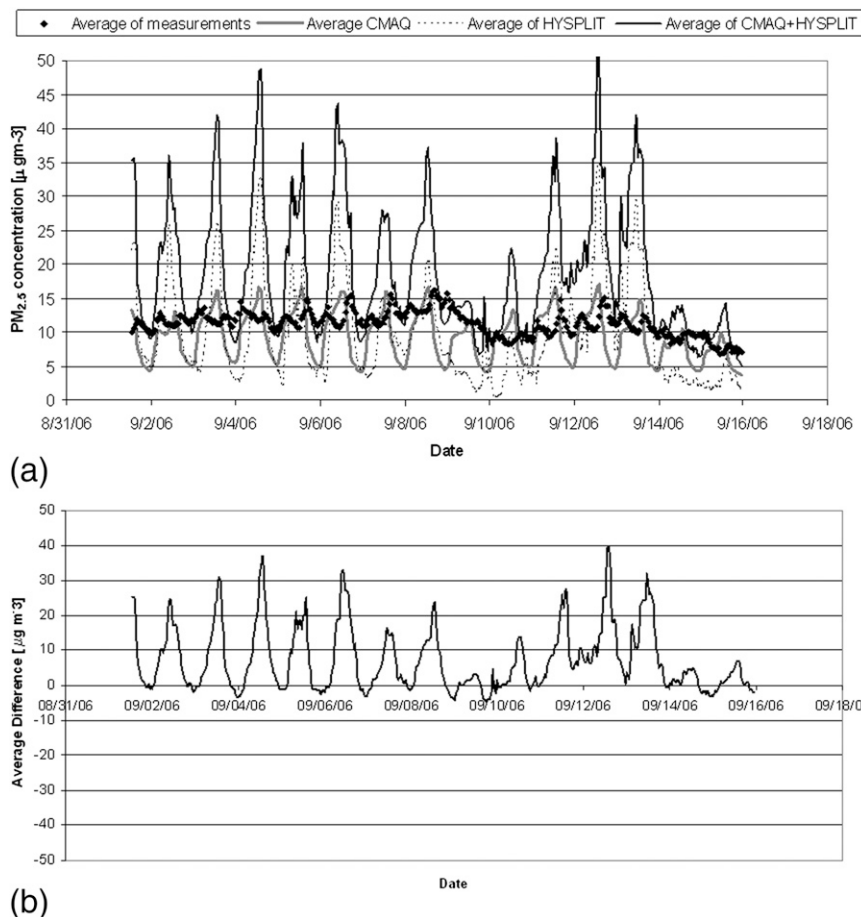 Average of measurements Average CMAQ Average of HYSPLIT Average of CMAQ+HYSPLIT
PM2.5 concentration [μ gm-3]
50
45
40
35
30
25
20
15
10
5
0
8/31/06 9/2/06 9/4/06 9/6/06 9/8/06 9/10/06 9/12/06 9/14/06 9/16/06 9/18/06
Date
(a)
Average Difference [ μg m-3]
50
40
30
20
10
0
-10
-20
-30
-40
-50
08/31/06 09/02/06 09/04/06 09/06/06 09/08/06 09/10/06 09/12/06 09/14/06 09/16/06 09/18/0
Date
(b)